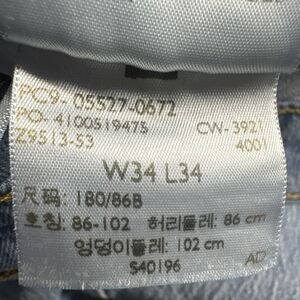 PC9- 05527-0672
PO- 4100519475 CW- 3921
Z9513-53 4001
W34 L34
尺码: 180/86B
호칭: 86-102 허리둘레: 86 cm
엉덩이둘레: 102 cm
S40196 AD